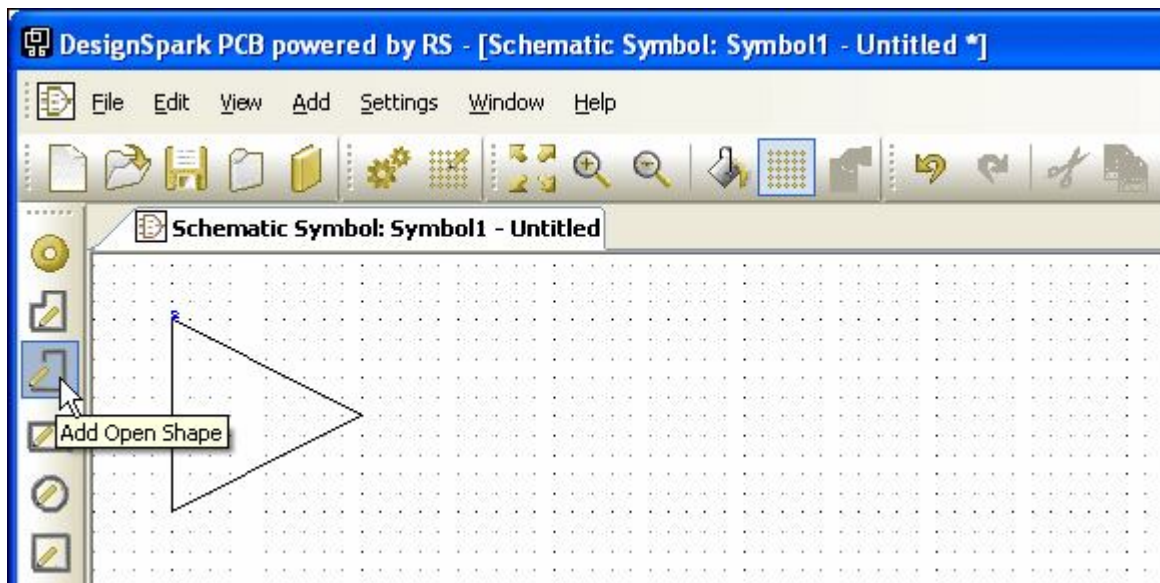 DesignSpark PCB powered by RS - [Schematic Symbol: Symbol1 - Untitled *]
File Edit View Add Settings Window Help
Schematic Symbol: Symbol1 - Untitled
Add Open Shape